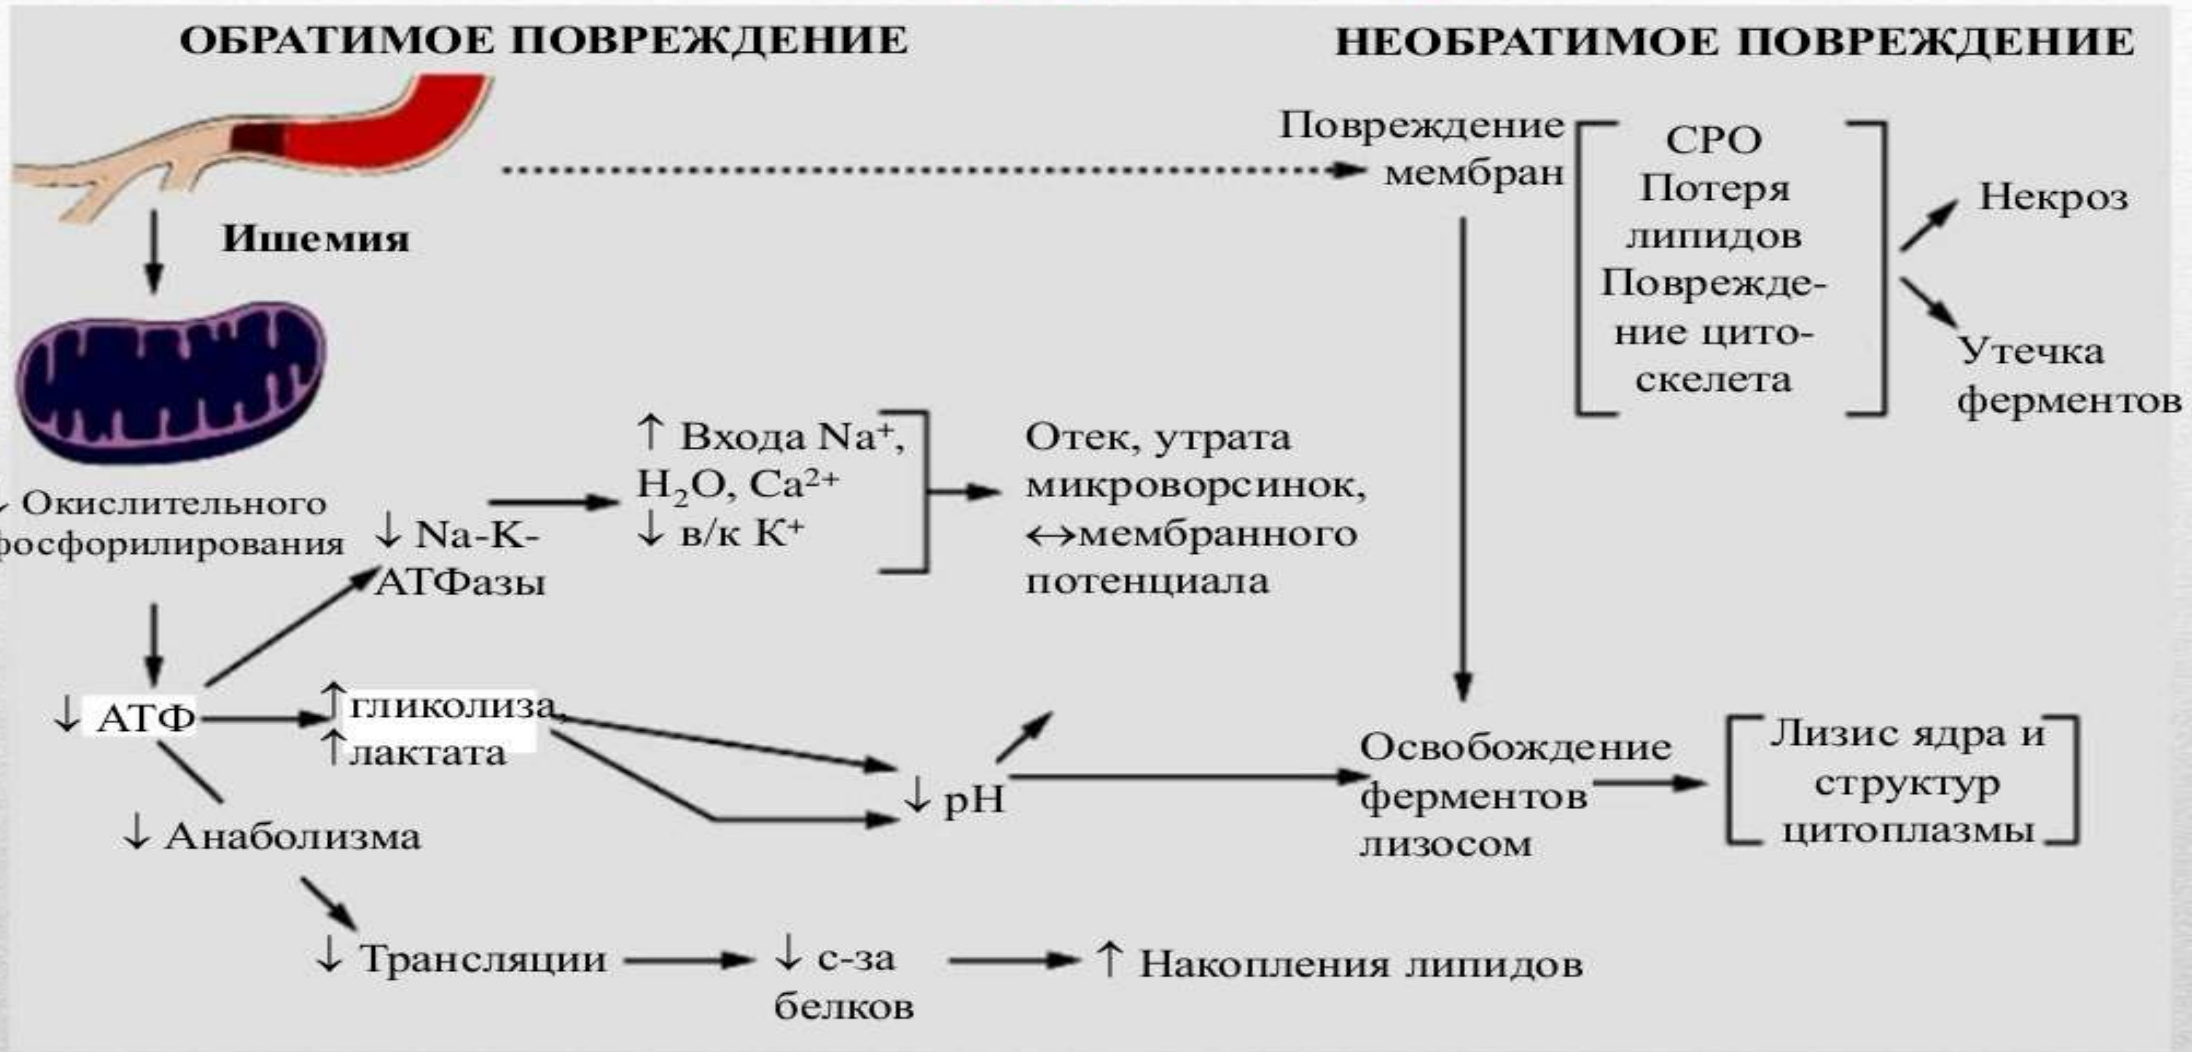 ОБРАТИМОЕ ПОВРЕЖДЕНИЕ
НЕОБРАТИМОЕ ПОВРЕЖДЕНИЕ
Ишемия
Повреждение
мембран
СРО
Потеря
липидов
Поврежде-
ние цито-
скелета
Некроз
Утечка
ферментов
Окислительного
фосфорилирования
↓ Na-K-
АТФазы
↑ Входа Na⁺,
H₂O, Ca²⁺
↓ в/к К⁺
Отек, утрата
микроворсинок,
↔мембранного
потенциала
↓ АТФ
↑гликолиза,
↑лактата
↓ pH
Освобождение
ферментов
лизосом
Лизис ядра и
структур
цитоплазмы
↓ Анаболизма
↓ Трансляции
↓ с-за
белков
↑ Накопления липидов